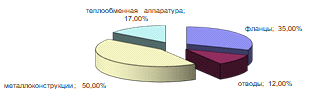 теплообменная аппаратура;
17,00%
фланцы; 35,00%
металлоконструкции; 50,00%
отводы; 12,00%